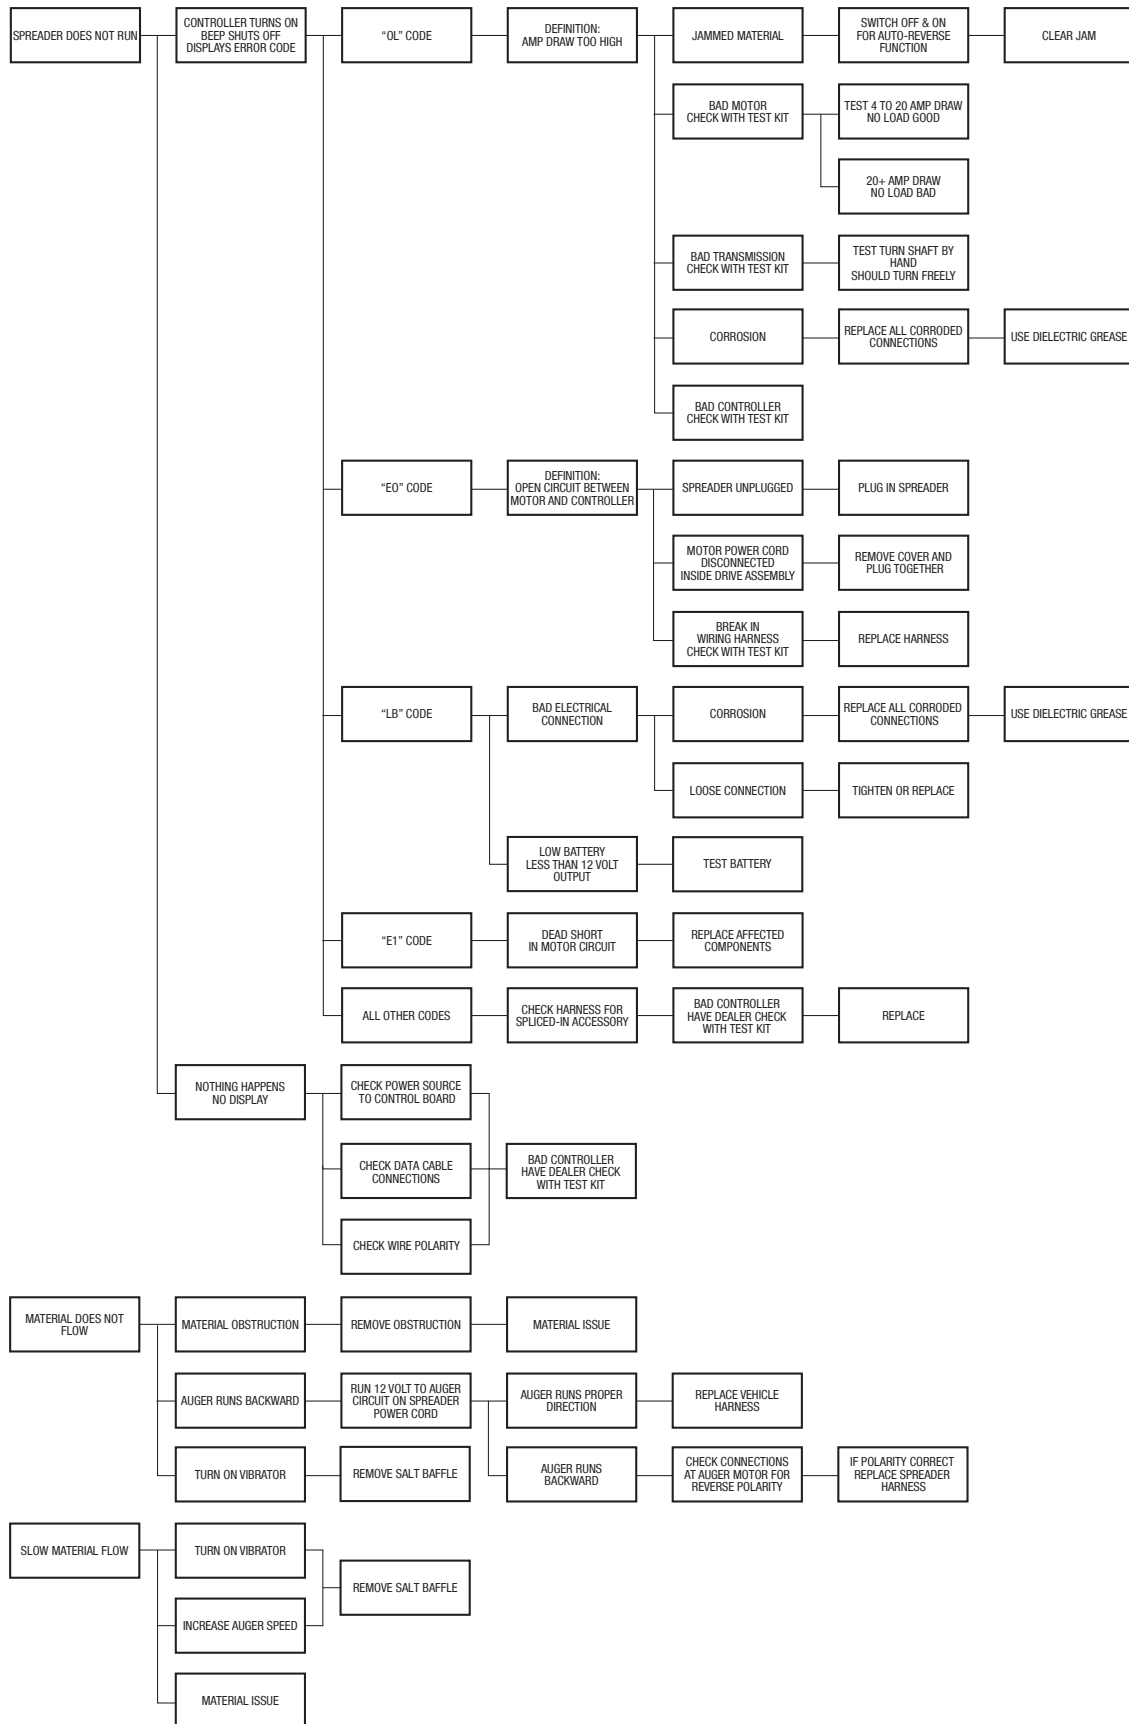 SPREADER DOES NOT RUN
CONTROLLER TURNS ON
BEEP SHUTS OFF
DISPLAYS ERROR CODE
“OL” CODE
DEFINITION:
AMP DRAW TOO HIGH
JAMMED MATERIAL
SWITCH OFF & ON
FOR AUTO-REVERSE
FUNCTION
CLEAR JAM
BAD MOTOR
CHECK WITH TEST KIT
TEST 4 TO 20 AMP DRAW
NO LOAD GOOD
20+ AMP DRAW
NO LOAD BAD
BAD TRANSMISSION
CHECK WITH TEST KIT
TEST TURN SHAFT BY
HAND
SHOULD TURN FREELY
CORROSION
REPLACE ALL CORRODED
CONNECTIONS
USE DIELECTRIC GREASE
BAD CONTROLLER
CHECK WITH TEST KIT
“EO” CODE
DEFINITION:
OPEN CIRCUIT BETWEEN
MOTOR AND CONTROLLER
SPREADER UNPLUGGED
PLUG IN SPREADER
MOTOR POWER CORD
DISCONNECTED
INSIDE DRIVE ASSEMBLY
REMOVE COVER AND
PLUG TOGETHER
BREAK IN
WIRING HARNESS
CHECK WITH TEST KIT
REPLACE HARNESS
“LB” CODE
BAD ELECTRICAL
CONNECTION
CORROSION
REPLACE ALL CORRODED
CONNECTIONS
USE DIELECTRIC GREASE
LOOSE CONNECTION
TIGHTEN OR REPLACE
LOW BATTERY
LESS THAN 12 VOLT
OUTPUT
TEST BATTERY
“E1” CODE
DEAD SHORT
IN MOTOR CIRCUIT
REPLACE AFFECTED
COMPONENTS
ALL OTHER CODES
CHECK HARNESS FOR
SPLICED-IN ACCESSORY
BAD CONTROLLER
HAVE DEALER CHECK
WITH TEST KIT
REPLACE
NOTHING HAPPENS
NO DISPLAY
CHECK POWER SOURCE
TO CONTROL BOARD
CHECK DATA CABLE
CONNECTIONS
BAD CONTROLLER
HAVE DEALER CHECK
WITH TEST KIT
CHECK WIRE POLARITY
MATERIAL DOES NOT
FLOW
MATERIAL OBSTRUCTION
REMOVE OBSTRUCTION
MATERIAL ISSUE
AUGER RUNS BACKWARD
RUN 12 VOLT TO AUGER
CIRCUIT ON SPREADER
POWER CORD
AUGER RUNS PROPER
DIRECTION
REPLACE VEHICLE
HARNESS
TURN ON VIBRATOR
REMOVE SALT BAFFLE
AUGER RUNS
BACKWARD
CHECK CONNECTIONS
AT AUGER MOTOR FOR
REVERSE POLARITY
IF POLARITY CORRECT
REPLACE SPREADER
HARNESS
SLOW MATERIAL FLOW
TURN ON VIBRATOR
REMOVE SALT BAFFLE
INCREASE AUGER SPEED
MATERIAL ISSUE